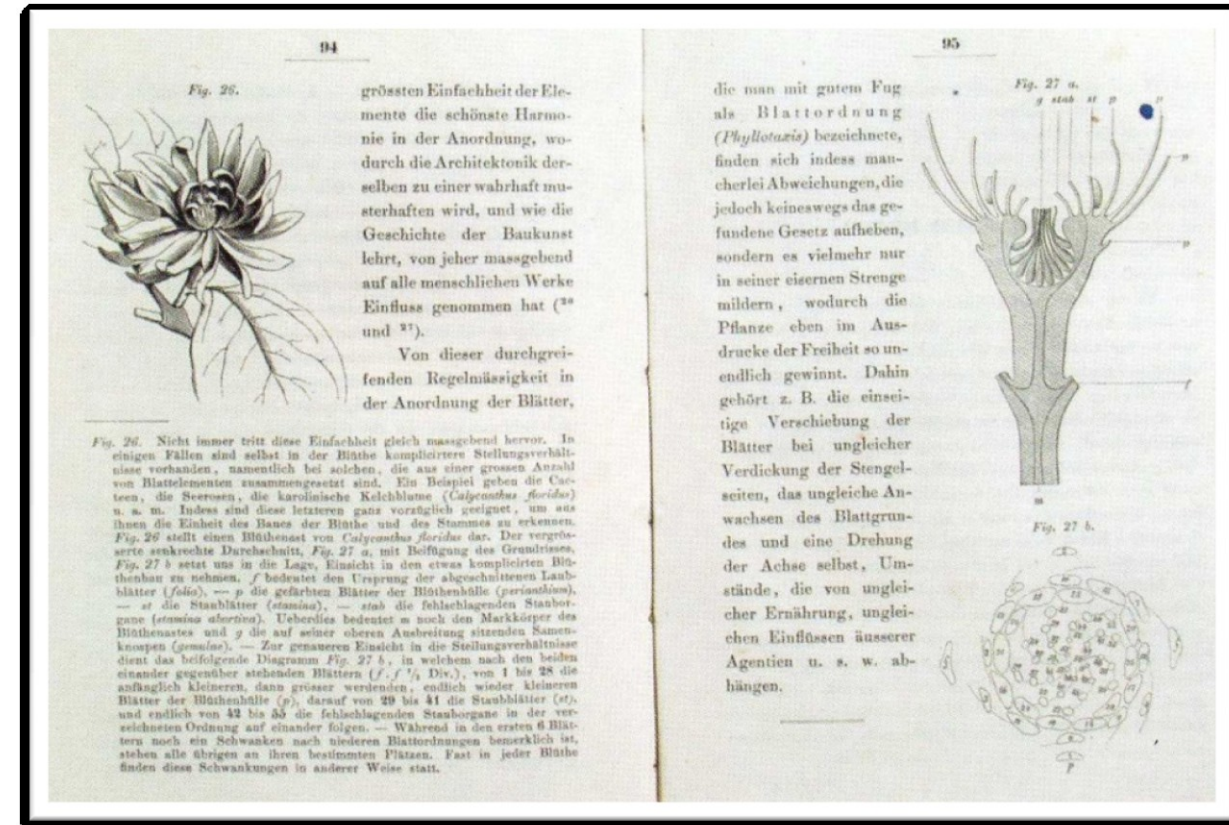 94
Fig. 26.
grössten Einfachheit der Ele-
mente die schönste Harmo-
nie in der Anordnung, wo-
durch die Architektonik der-
selben zu einer wahrhaft mu-
sterhaften wird, und wie die
Geschichte der Baukunst
lehrt, von jeher massgebend
auf alle menschlichen Werke
Einfluss genommen hat (²⁶
und ²⁷).
Von dieser durchgrei-
fenden Regelmässigkeit in
der Anordnung der Blätter,
Fig. 26. Nicht immer tritt diese Einfachheit gleich massgebend hervor. In
einigen Fällen sind selbst in der Blüthe komplicirtere Stellungsverhält-
nisse vorhanden, namentlich bei solchen, die aus einer grossen Anzahl
von Blattelementen zusammengesetzt sind. Ein Beispiel geben die Cac-
teen, die Seerosen, die karolinische Kelchblume (Calycanthus floridus)
u. a. m. Indess sind diese letzteren ganz vorzüglich geeignet, um aus
ihnen die Einheit des Baues der Blüthe und des Stammes zu erkennen.
Fig. 26 stellt einen Blüthenast von Calycanthus floridus dar. Der vergrös-
serte senkrechte Durchschnitt, Fig. 27 a, mit Beifügung des Grundrisses,
Fig. 27 b setzt uns in die Lage, Einsicht in den etwas komplicirten Blü-
thenbau zu nehmen. f bedeutet den Ursprung der abgeschnittenen Laub-
blätter (folia), — p die gefärbten Blätter der Blüthenhülle (perianthium),
— st die Staubblätter (stamina), — stab die fehlschlagenden Staubor-
gane (stamina abortiva). Ueberdies bedeutet m noch den Markkörper des
Blüthenastes und g die auf seiner oberen Ausbreitung sitzenden Samen-
knospen (gemulae). — Zur genaueren Einsicht in die Stellungsverhältnisse
dient das beifolgende Diagramm Fig. 27 b, in welchem nach den beiden
einander gegenüber stehenden Blättern (f. f ½ Div.), von 1 bis 28 die
anfänglich kleineren, dann grösser werdenden, endlich wieder kleineren
Blätter der Blüthenhülle (p), darauf von 29 bis 41 die Staubblätter (st),
und endlich von 42 bis 55 die fehlschlagenden Stauborgane in der ver-
zeichneten Ordnung auf einander folgen. — Während in den ersten 6 Blät-
tern noch ein Schwanken nach niederen Blattordnungen bemerklich ist,
stehen alle übrigen an ihren bestimmten Plätzen. Fast in jeder Blüthe
finden diese Schwankungen in anderer Weise statt.
95
die man mit gutem Fug
als Blattordnung
(Phyllotaxis) bezeichnete,
finden sich indess man-
cherlei Abweichungen, die
jedoch keineswegs das ge-
fundene Gesetz aufheben,
sondern es vielmehr nur
in seiner eisernen Strenge
mildern, wodurch die
Pflanze eben im Aus-
drucke der Freiheit so un-
endlich gewinnt. Dahin
gehört z. B. die einsei-
tige Verschiebung der
Blätter bei ungleicher
Verdickung der Stengel-
seiten, das ungleiche An-
wachsen des Blattgrun-
des und eine Drehung
der Achse selbst, Um-
stände, die von unglei-
cher Ernährung, unglei-
chen Einflüssen äusserer
Agentien u. s. w. ab-
hängen.
Fig. 27 a.
g stab st p p
p
p
f
m
Fig. 27 b.